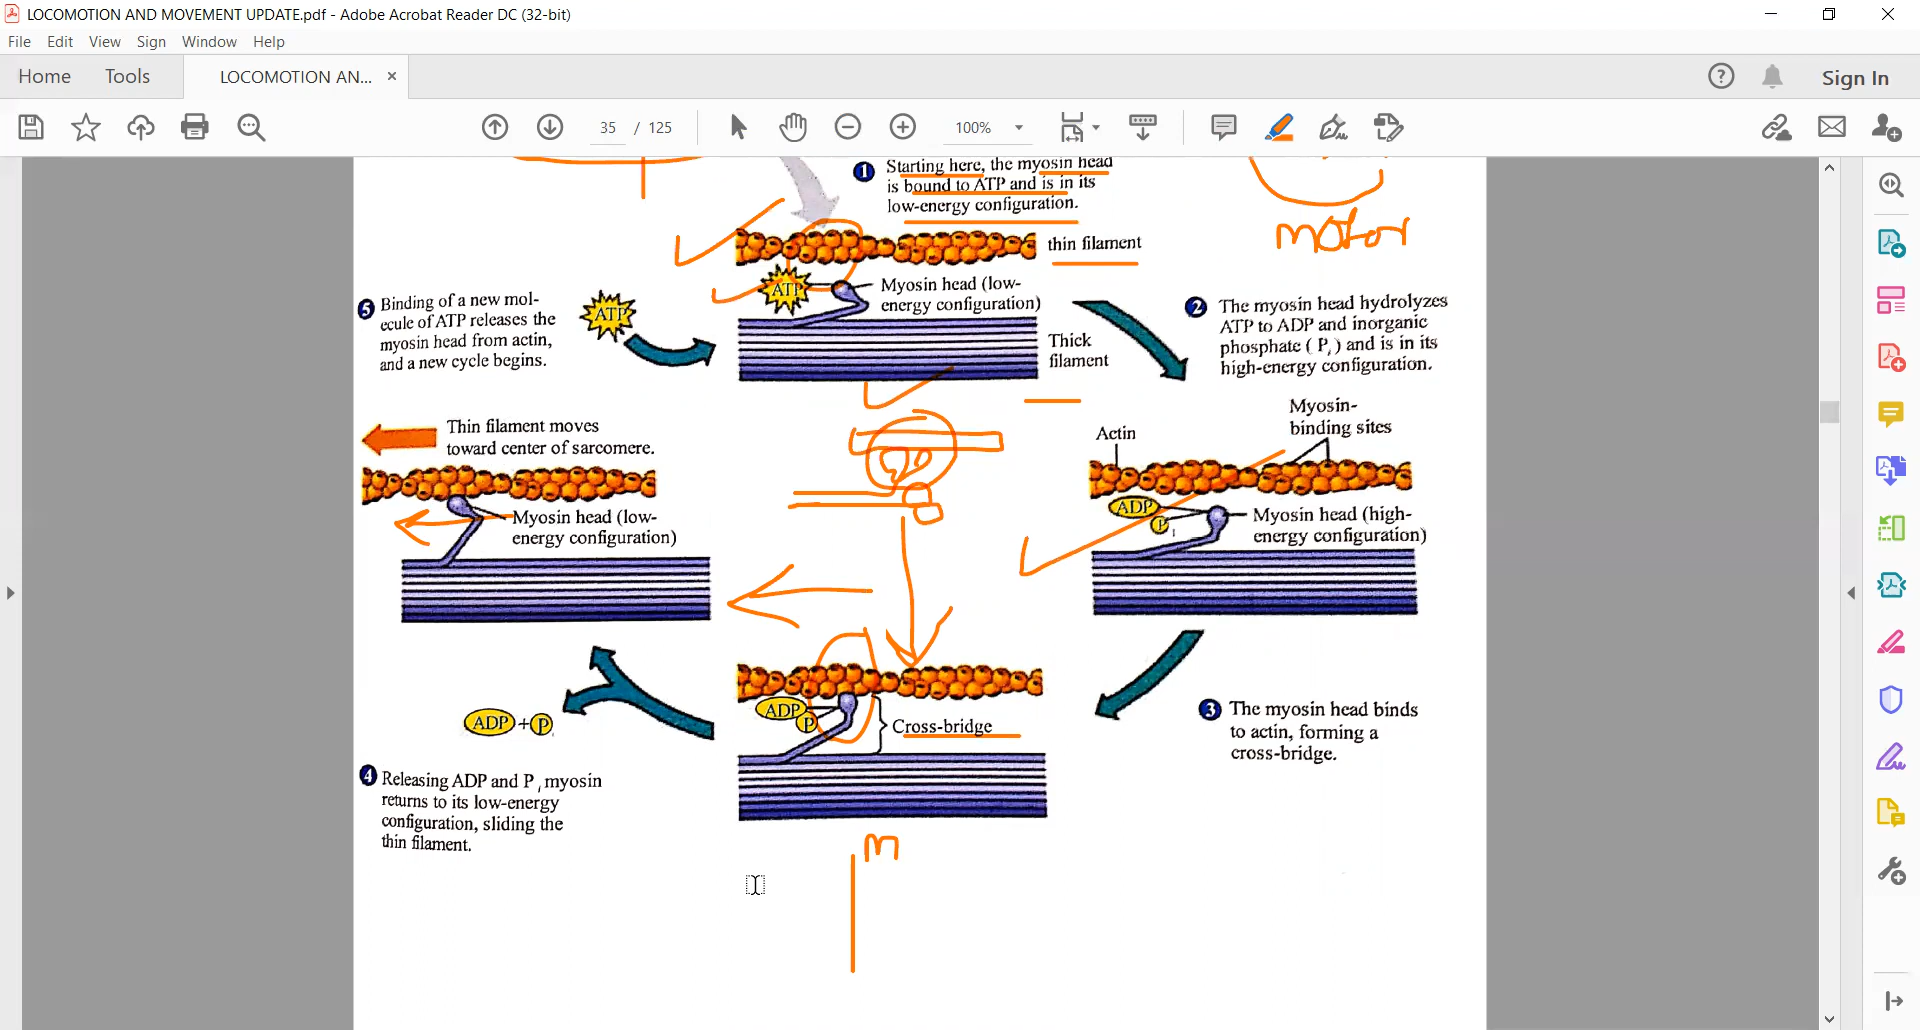 LOCOMOTION AND MOVEMENT UPDATE.pdf - Adobe Acrobat Reader DC (32-bit)
File Edit View Sign Window Help
Home Tools LOCOMOTION AN... ×
Sign In
35 / 125
100%
1 Starting here, the myosin head
is bound to ATP and is in its
low-energy configuration.
motor
thin filament
ATP
Myosin head (low-
energy configuration)
Thick
filament
5 Binding of a new mol-
ecule of ATP releases the
myosin head from actin,
and a new cycle begins.
ATP
2 The myosin head hydrolyzes
ATP to ADP and inorganic
phosphate ( Pi ) and is in its
high-energy configuration.
Thin filament moves
toward center of sarcomere.
Myosin head (low-
energy configuration)
Actin
Myosin-
binding sites
ADP
P i
Myosin head (high-
energy configuration)
ADP
P
Cross-bridge
ADP + P i
3 The myosin head binds
to actin, forming a
cross-bridge.
4 Releasing ADP and P i myosin
returns to its low-energy
configuration, sliding the
thin filament.
m